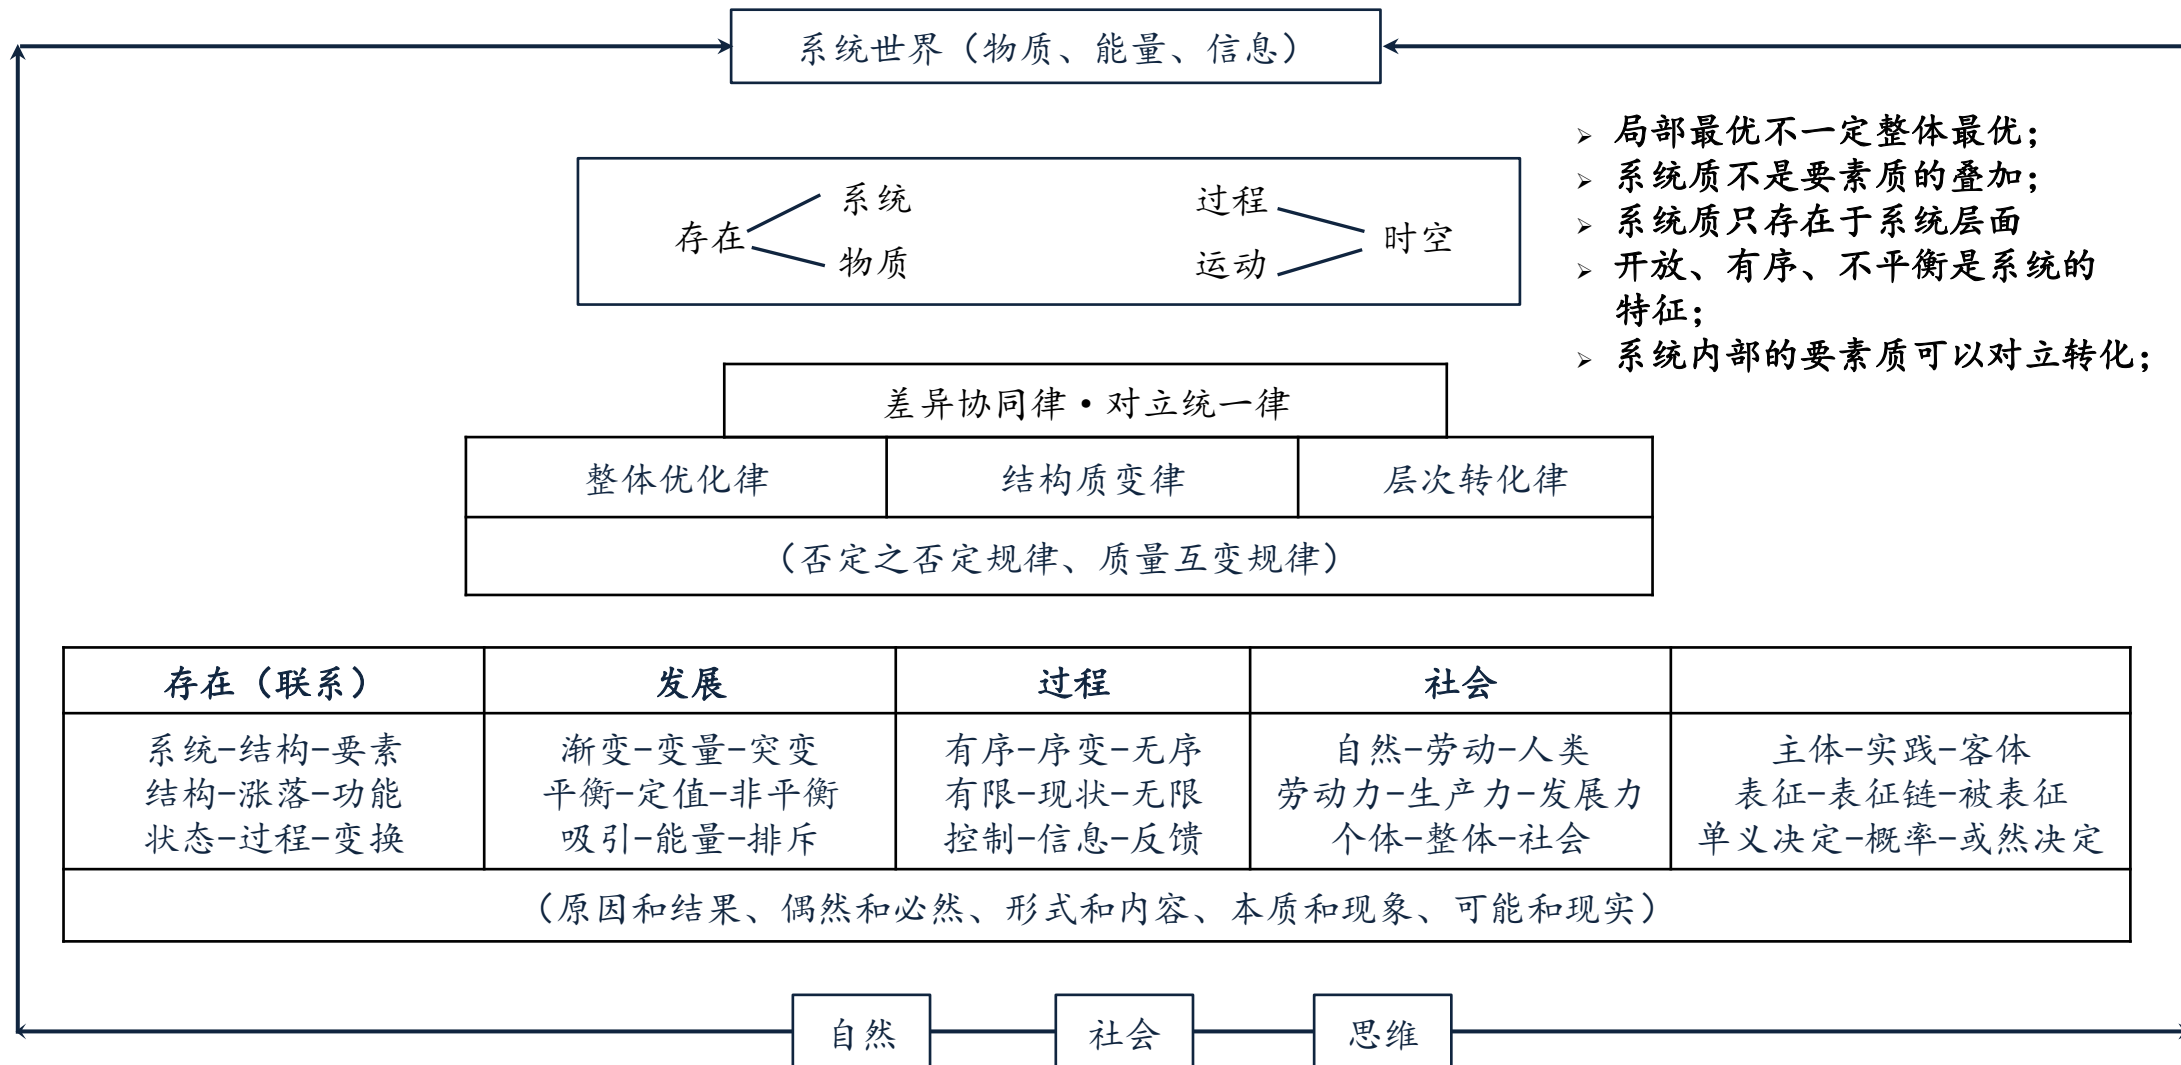 系统世界（物质、能量、信息）
局部最优不一定整体最优；
系统质不是要素质的叠加；
系统质只存在于系统层面
开放、有序、不平衡是系统的
特征；
系统内部的要素质可以对立转化；
存在
系统
物质
过程
运动
时空
差异协同律·对立统一律
整体优化律
结构质变律
层次转化律
（否定之否定规律、质量互变规律）
存在（联系）
发展
过程
社会
系统-结构-要素
结构-涨落-功能
状态-过程-变换
渐变-变量-突变
平衡-定值-非平衡
吸引-能量-排斥
有序-序变-无序
有限-现状-无限
控制-信息-反馈
自然-劳动-人类
劳动力-生产力-发展力
个体-整体-社会
主体-实践-客体
表征-表征链-被表征
单义决定-概率-或然决定
（原因和结果、偶然和必然、形式和内容、本质和现象、可能和现实）
自然
社会
思维